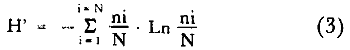 H' = - Σ_{i = 1}^{i = N} ni/N · Ln ni/N (3)